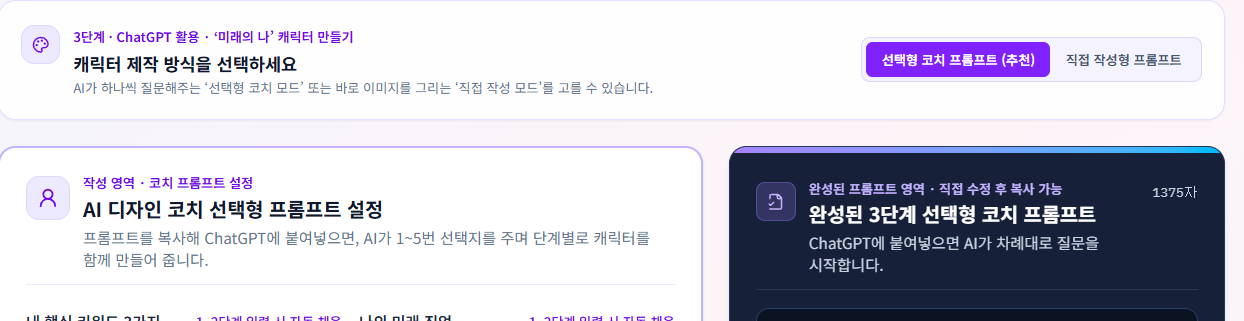 3단계 · ChatGPT 활용 · ‘미래의 나’ 캐릭터 만들기
캐릭터 제작 방식을 선택하세요
AI가 하나씩 질문해주는 ‘선택형 코치 모드’ 또는 바로 이미지를 그리는 ‘직접 작성 모드’를 고를 수 있습니다.
선택형 코치 프롬프트 (추천)
직접 작성형 프롬프트
작성 영역 · 코치 프롬프트 설정
AI 디자인 코치 선택형 프롬프트 설정
프롬프트를 복사해 ChatGPT에 붙여넣으면, AI가 1~5번 선택지를 주며 단계별로 캐릭터를
함께 만들어 줍니다.
완성된 프롬프트 영역 · 직접 수정 후 복사 가능
완성된 3단계 선택형 코치 프롬프트
1375자
ChatGPT에 붙여넣으면 AI가 차례대로 질문을
시작합니다.